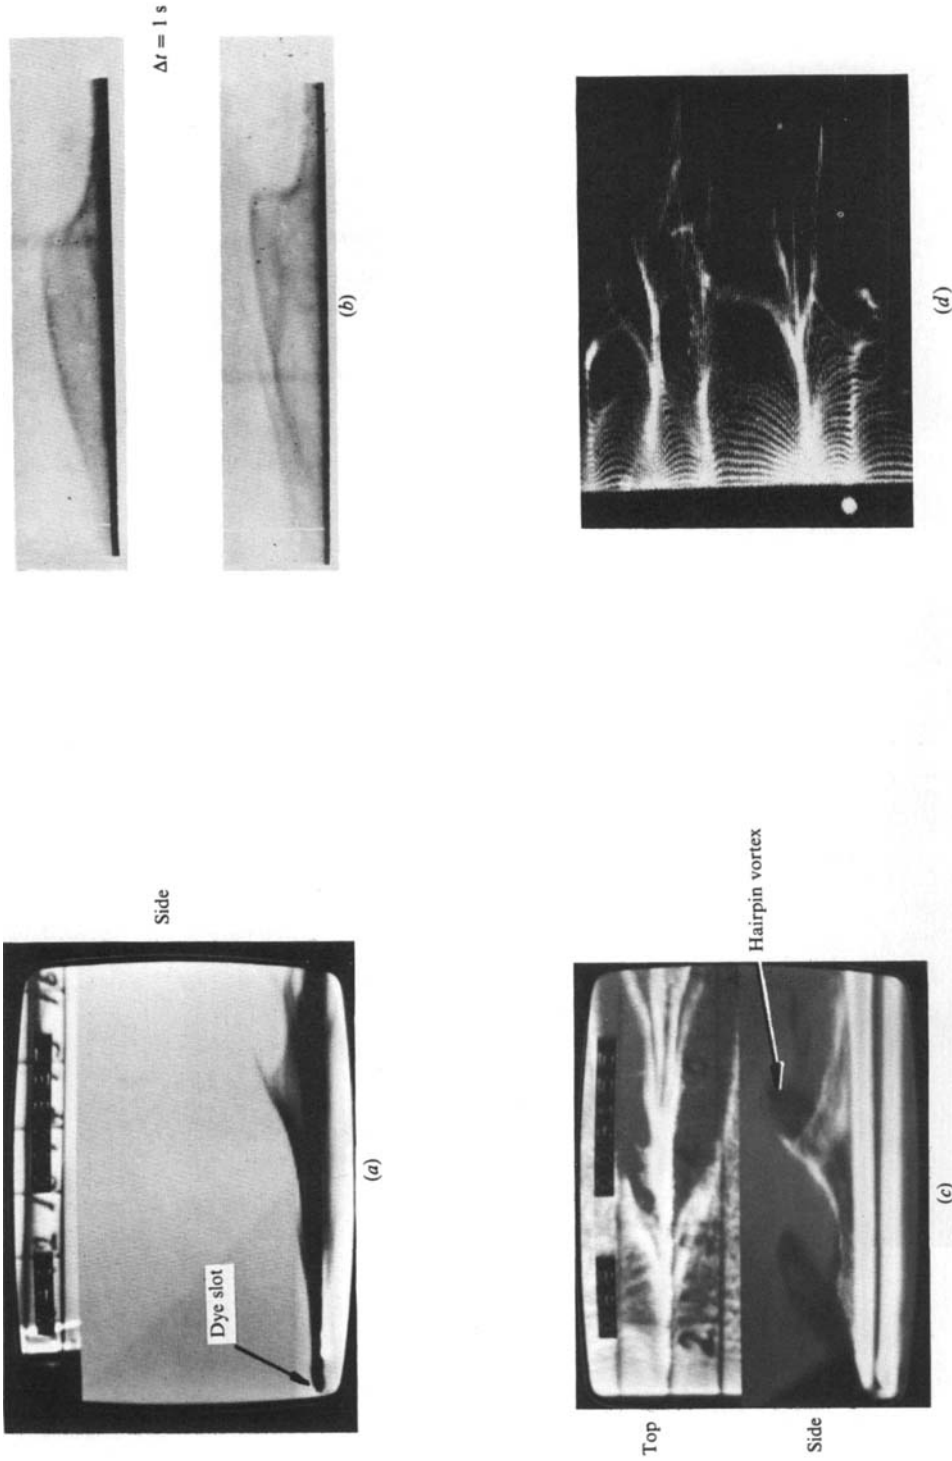 Δt = 1 s
(b)
Side
Dye slot
(a)
(d)
Hairpin vortex
Top
Side
(c)